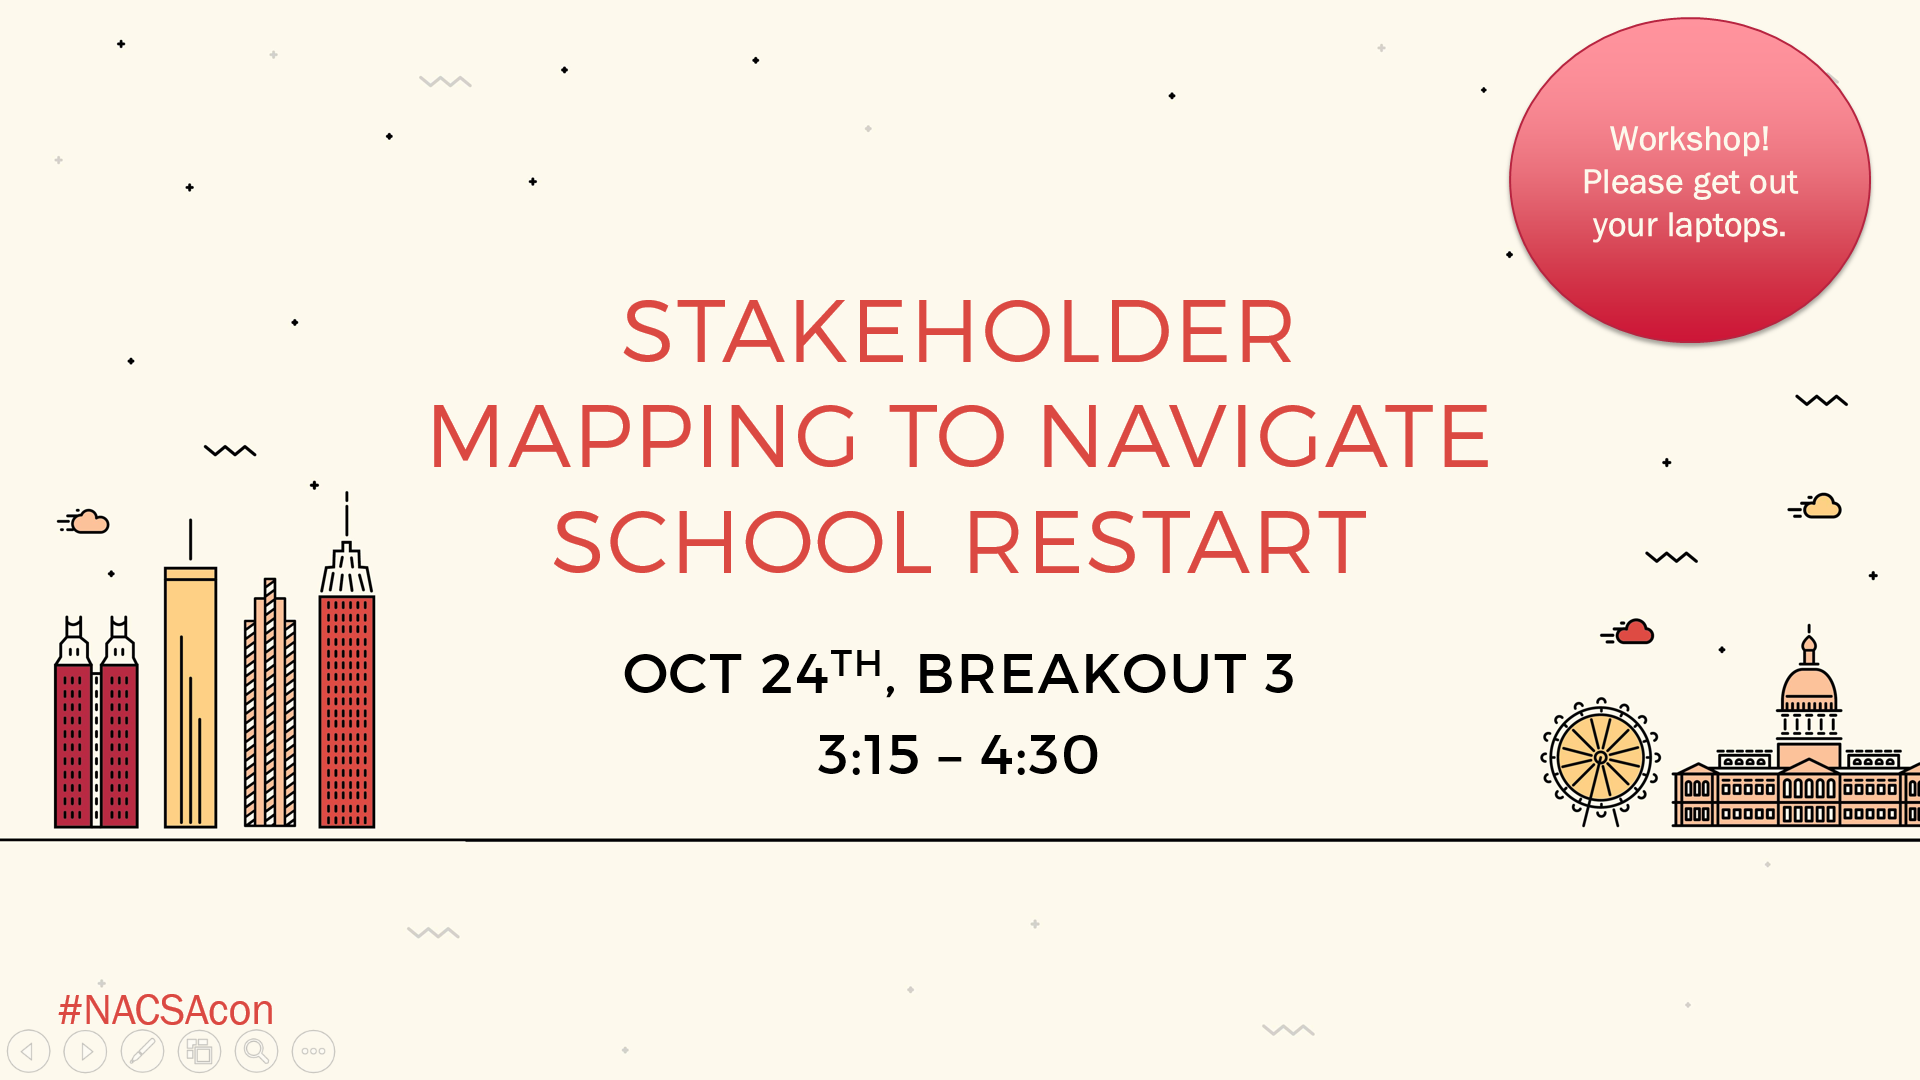 Workshop!
Please get out
your laptops.
STAKEHOLDER
MAPPING TO NAVIGATE
SCHOOL RESTART
OCT 24TH, BREAKOUT 3
3:15 – 4:30
#NACSAcon